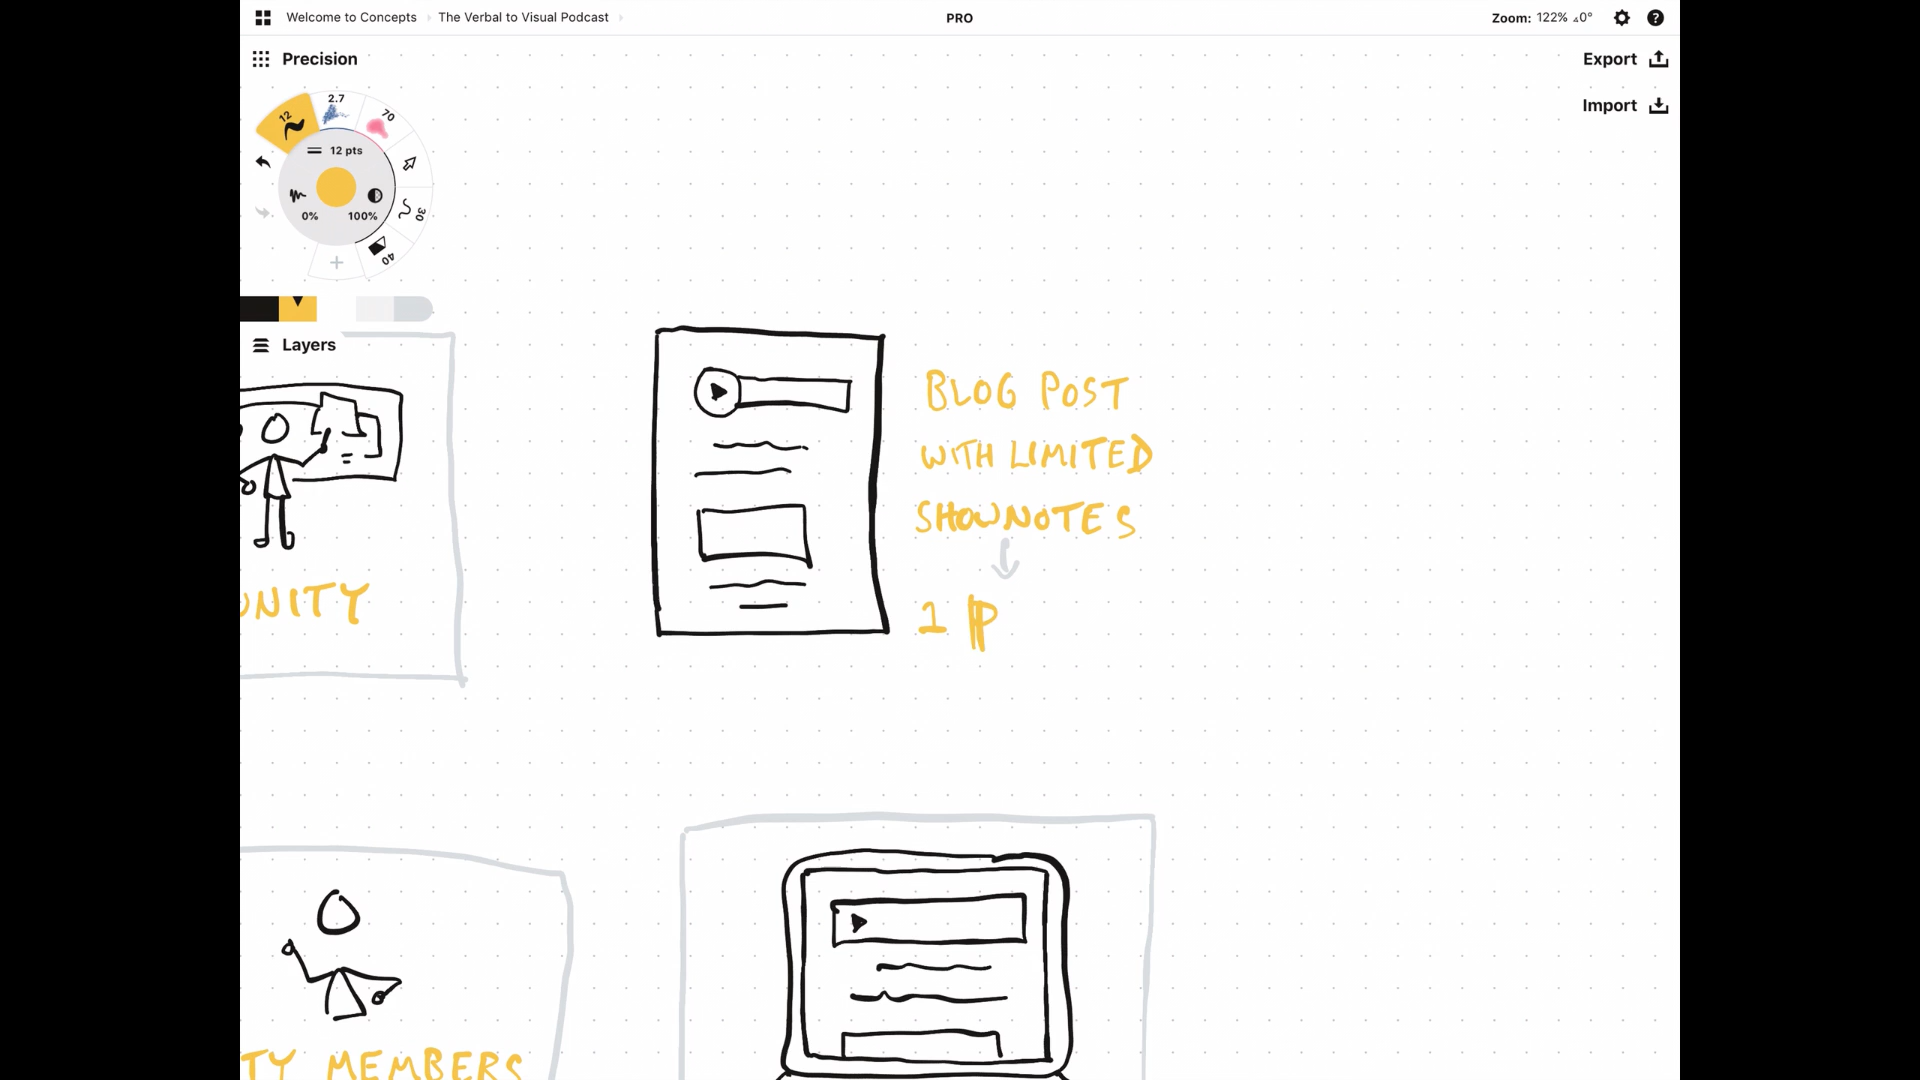 Welcome to Concepts
The Verbal to Visual Podcast
PRO
Zoom: 122% 0°
Precision
Export
Import
12
2.7
70
12 pts
0%
100%
30
40
Layers
BLOG POST
WITH LIMITED
SHOWNOTES
1 P
UNITY
TY MEMBERS